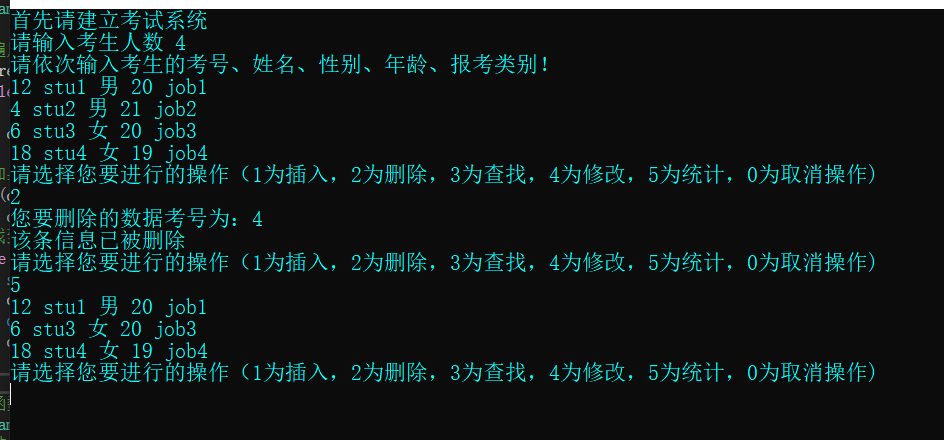 首先请建立考试系统
请输入考生人数 4
请依次输入考生的考号、姓名、性别、年龄、报考类别!
12 stu1 男 20 job1
4 stu2 男 21 job2
6 stu3 女 20 job3
18 stu4 女 19 job4
请选择您要进行的操作（1为插入，2为删除，3为查找，4为修改，5为统计，0为取消操作）
2
您要删除的数据考号为：4
该条信息已被删除
请选择您要进行的操作（1为插入，2为删除，3为查找，4为修改，5为统计，0为取消操作）
5
12 stu1 男 20 job1
6 stu3 女 20 job3
18 stu4 女 19 job4
请选择您要进行的操作（1为插入，2为删除，3为查找，4为修改，5为统计，0为取消操作）